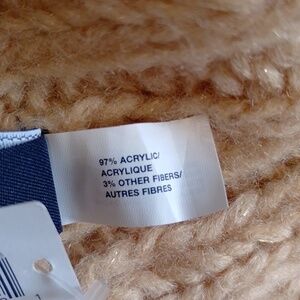 97% ACRYLIC/
ACRYLIQUE
3% OTHER FIBERS/
AUTRES FIBRES